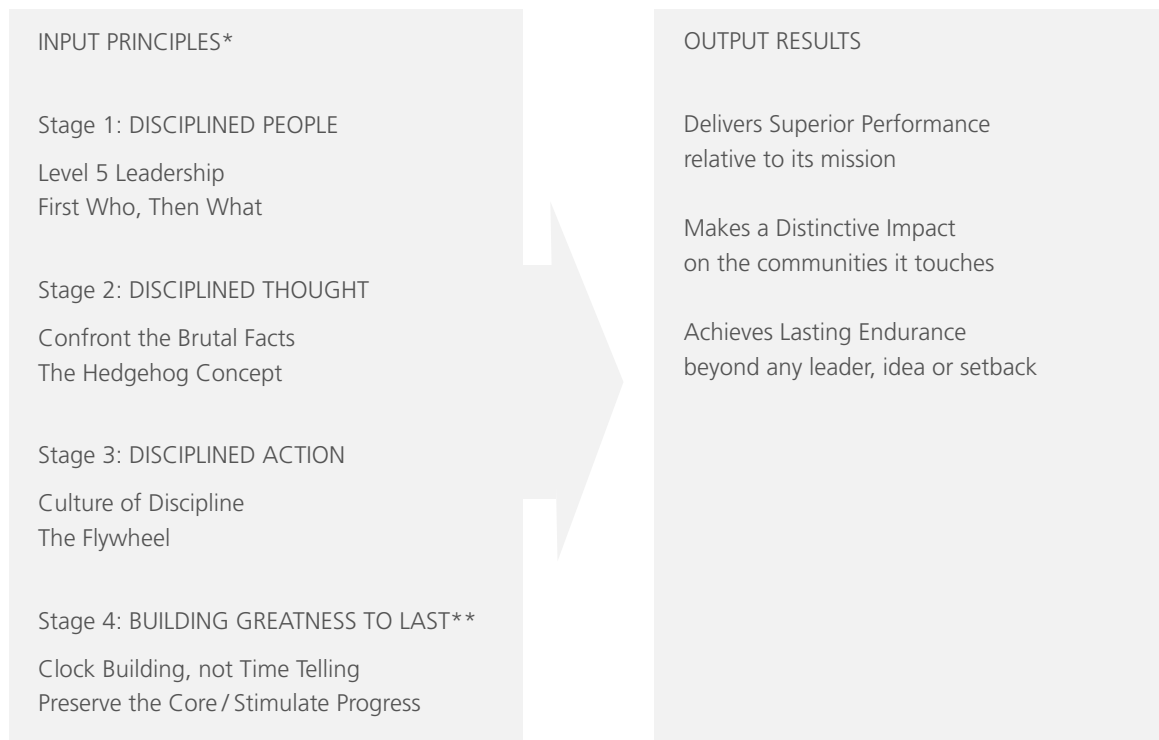 INPUT PRINCIPLES*
Stage 1: DISCIPLINED PEOPLE
Level 5 Leadership
First Who, Then What
Stage 2: DISCIPLINED THOUGHT
Confront the Brutal Facts
The Hedgehog Concept
Stage 3: DISCIPLINED ACTION
Culture of Discipline
The Flywheel
Stage 4: BUILDING GREATNESS TO LAST**
Clock Building, not Time Telling
Preserve the Core / Stimulate Progress
OUTPUT RESULTS
Delivers Superior Performance
relative to its mission
Makes a Distinctive Impact
on the communities it touches
Achieves Lasting Endurance
beyond any leader, idea or setback